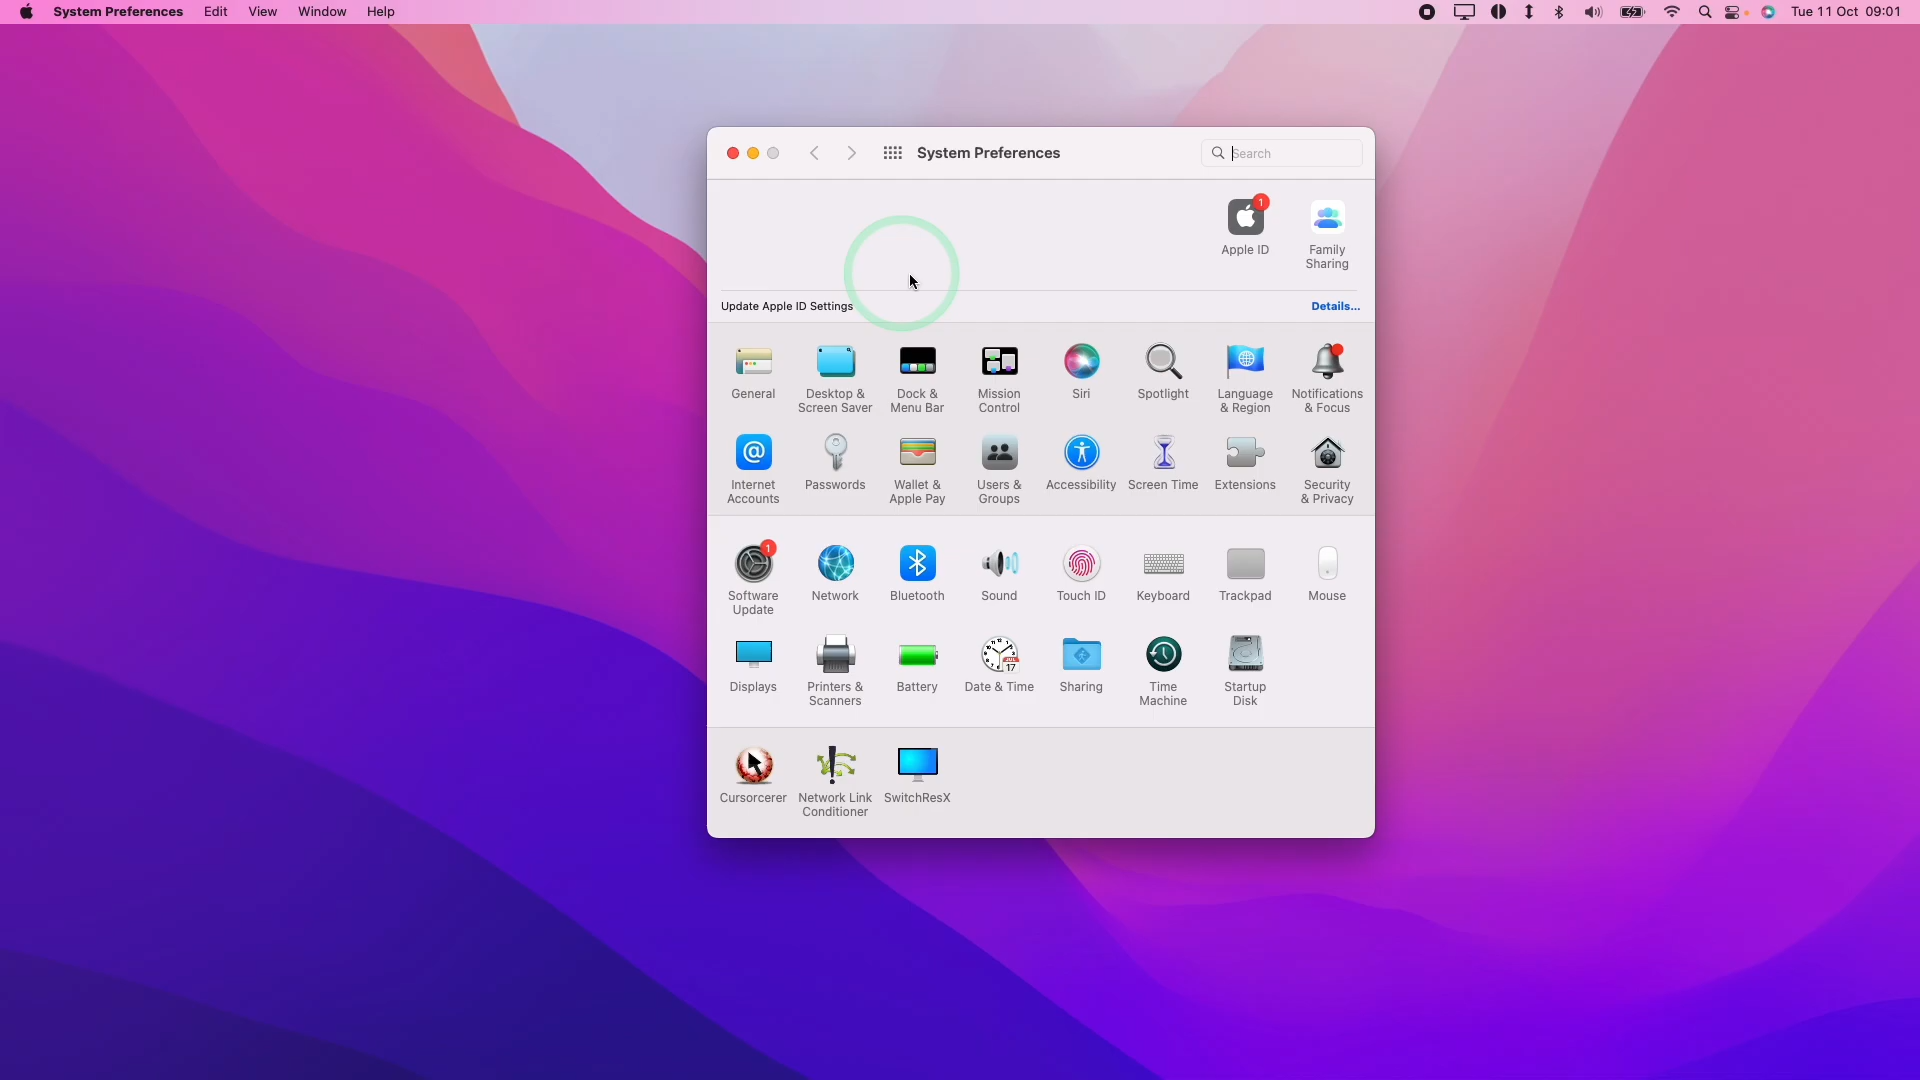 System Preferences Edit View Window Help Tue 11 Oct 09:01
System Preferences
Search
1
Apple ID
Family
Sharing
Update Apple ID Settings
Details...
General
Desktop &
Screen Saver
Dock &
Menu Bar
Mission
Control
Siri
Spotlight
Language
& Region
Notifications
& Focus
@
Internet
Accounts
Passwords
Wallet &
Apple Pay
Users &
Groups
Accessibility
Screen Time
Extensions
Security
& Privacy
1
Software
Update
Network
Bluetooth
Sound
Touch ID
Keyboard
Trackpad
Mouse
Displays
Printers &
Scanners
Battery
JUL
17
Date & Time
Sharing
Time
Machine
Startup
Disk
Cursorcerer
Network Link
Conditioner
SwitchResX